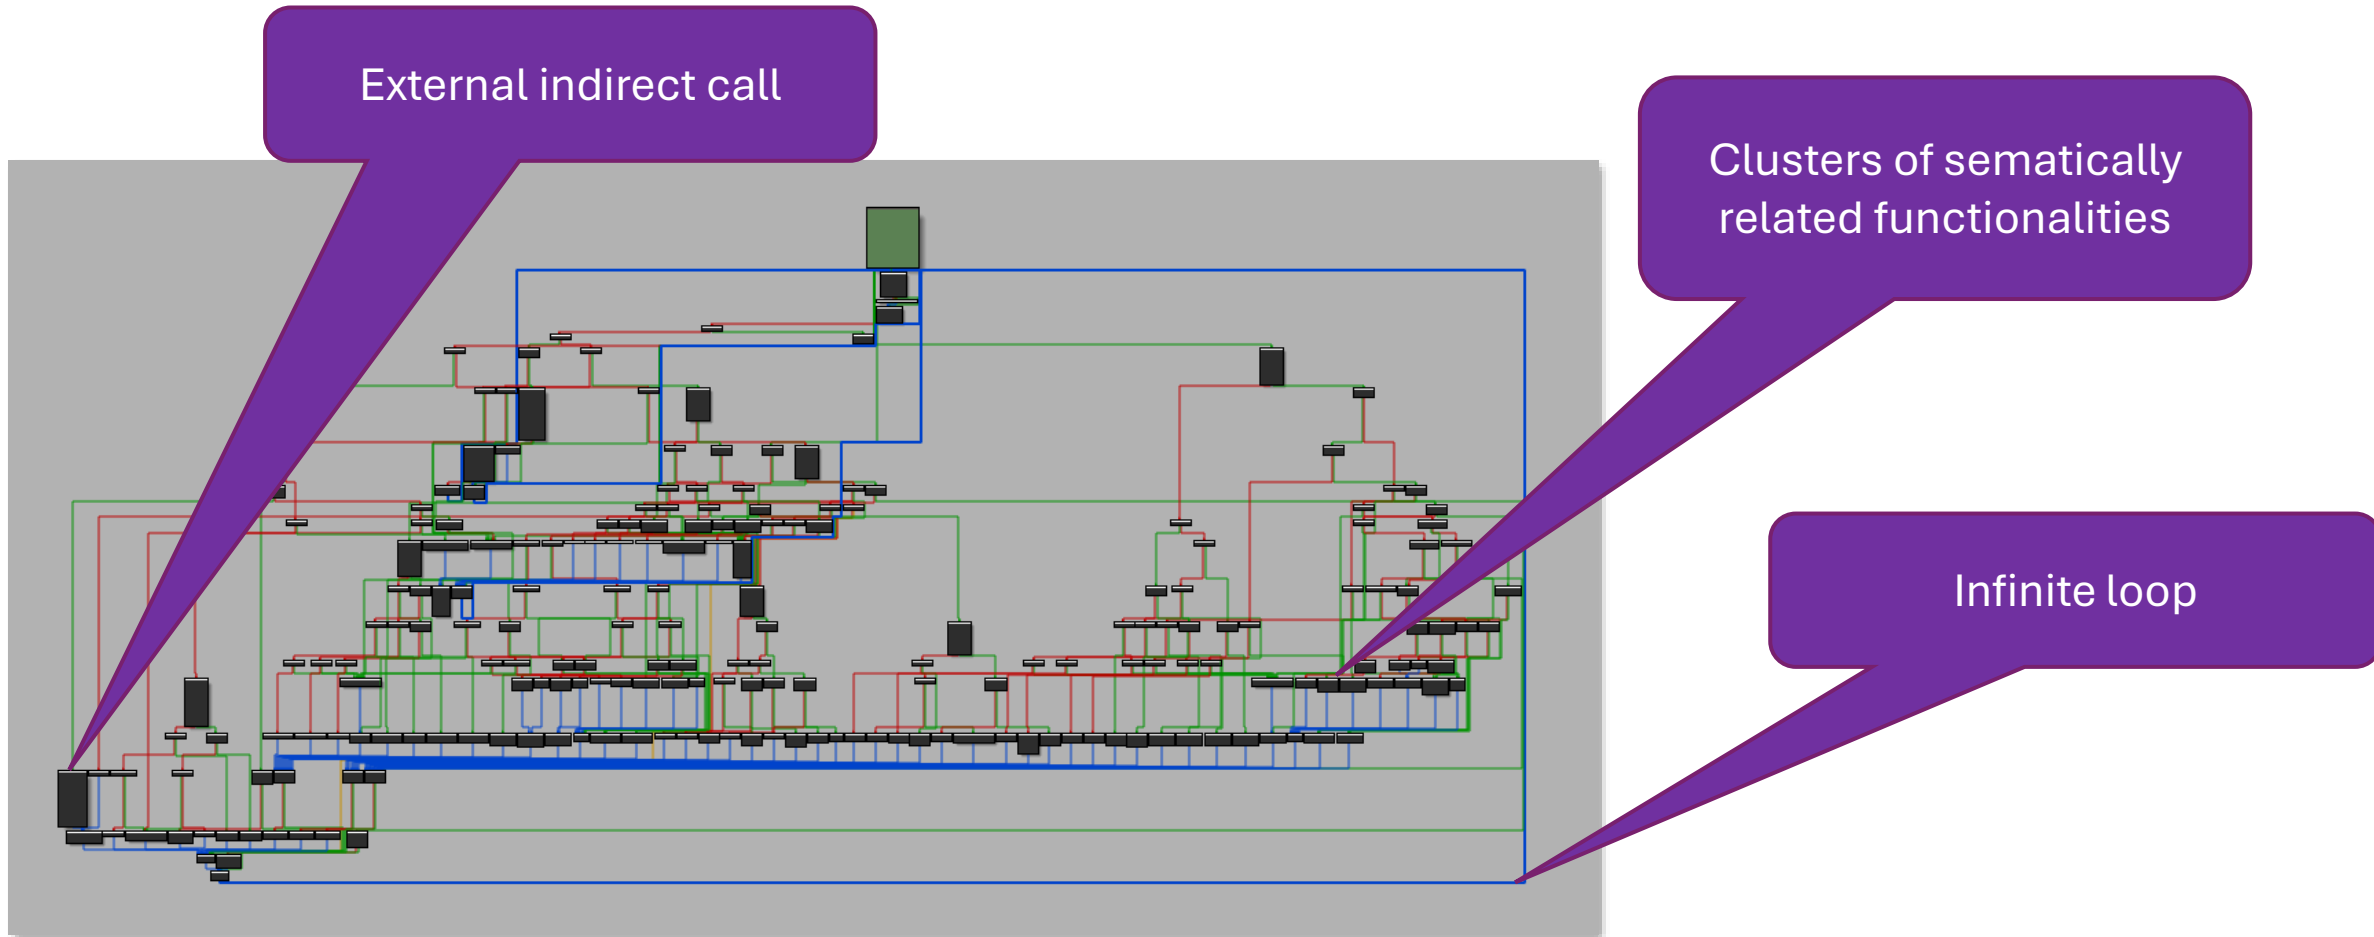 External indirect call
Clusters of sematically
related functionalities
Infinite loop